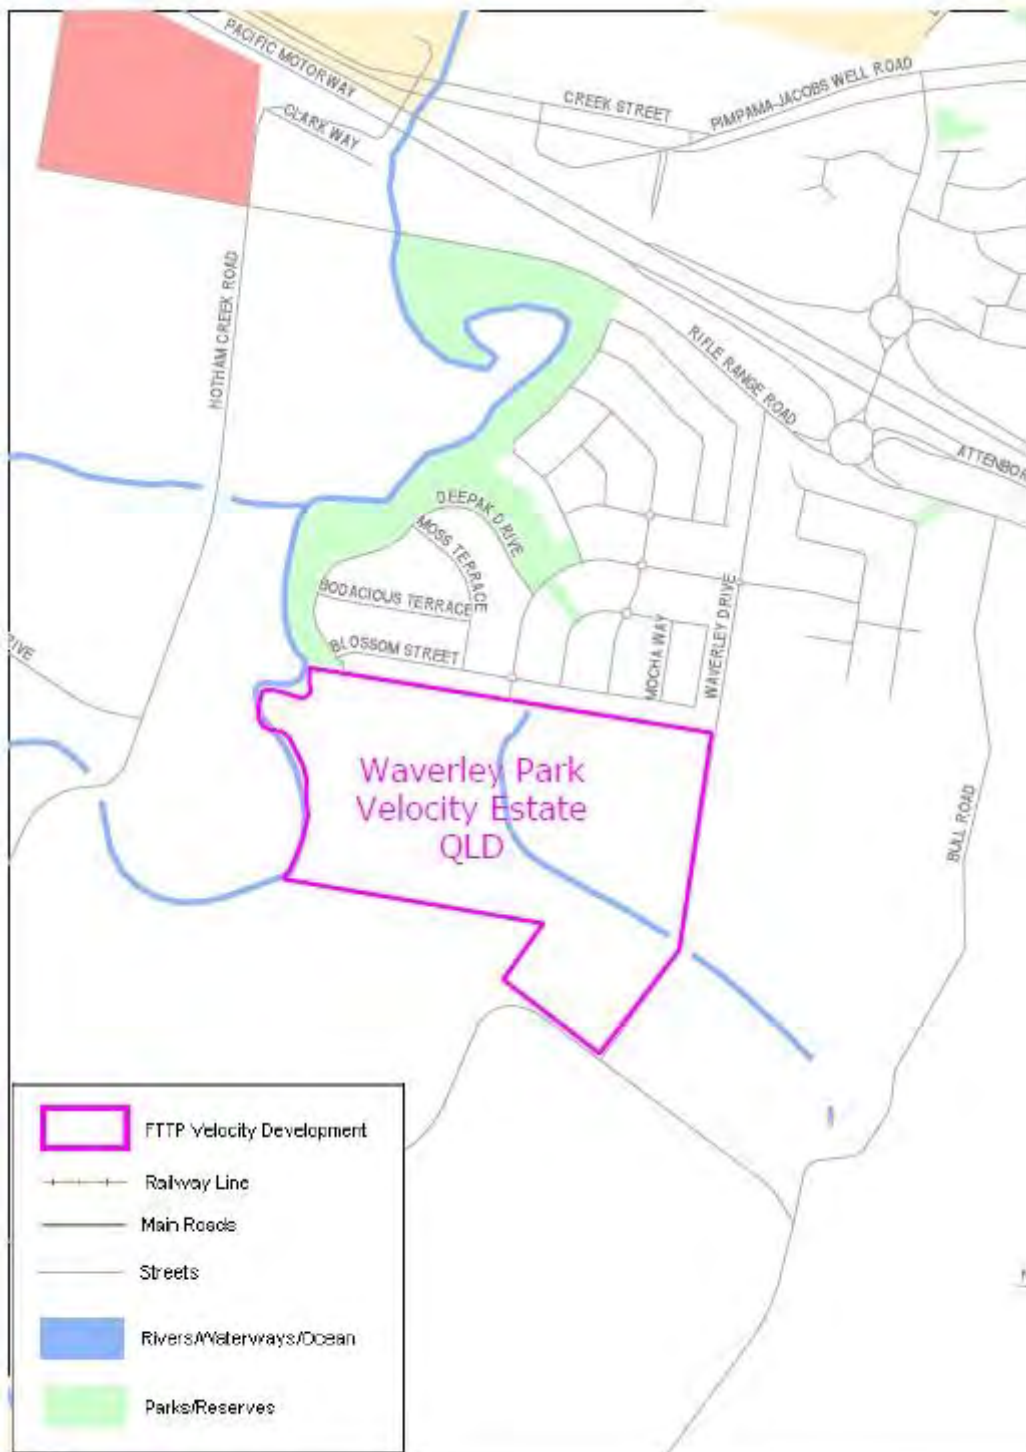 PACIFIC MOTORWAY
CREEK STREET
PIMPAMA-JACOBS WELL ROAD
CLARK WAY
HOTHAM CREEK ROAD
RIFLE RANGE ROAD
ATTENBOR
DEEPAK DRIVE
MOSS TERRACE
BODACIOUS TERRACE
BLOSSOM STREET
MOCHA WAY
WAVERLEY DRIVE
IVE
BULL ROAD
Waverley Park
Velocity Estate
QLD
FTTP Velocity Development
Railway Line
Main Roads
Streets
Rivers/Waterways/Ocean
Parks/Reserves